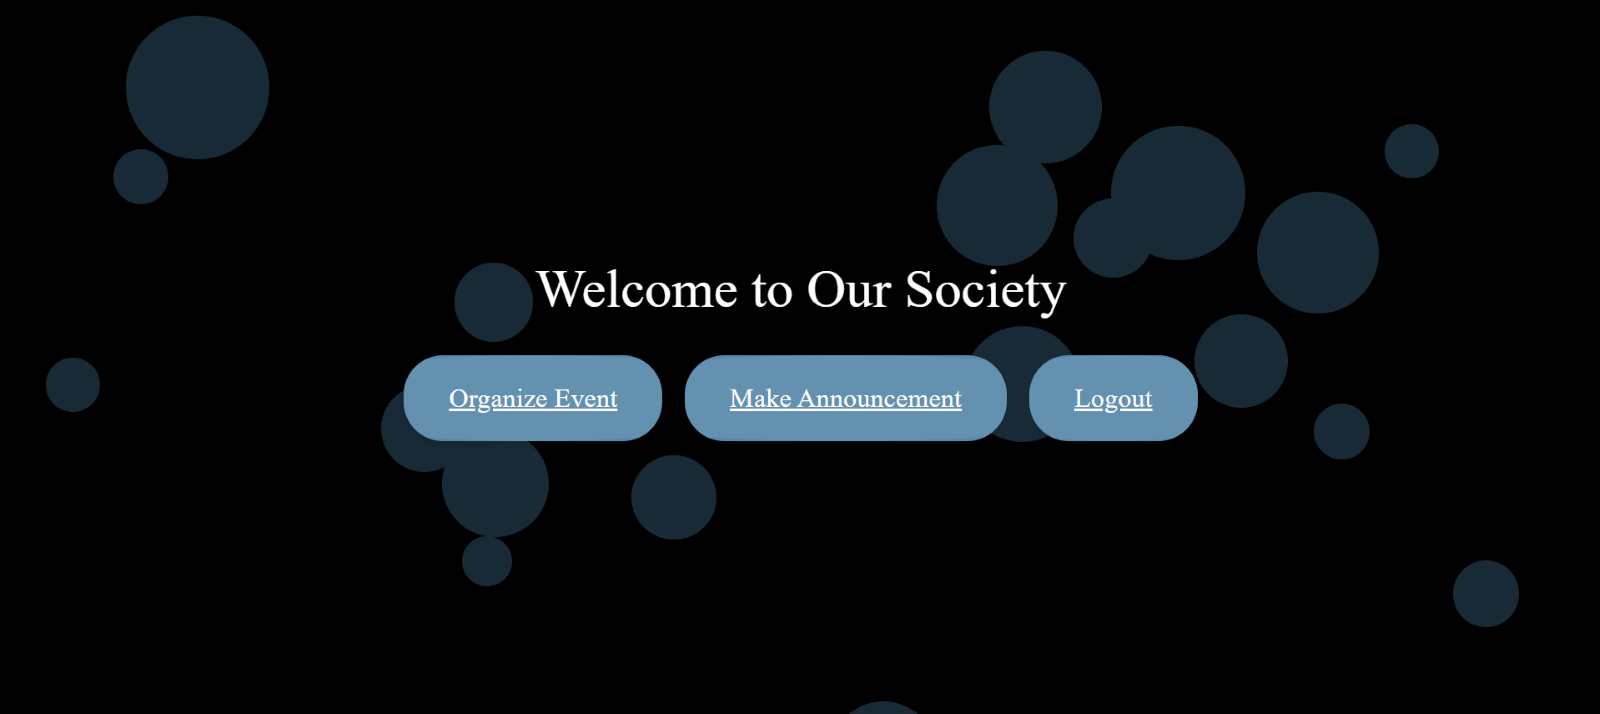 Welcome to Our Society
Organize Event
Make Announcement
Logout